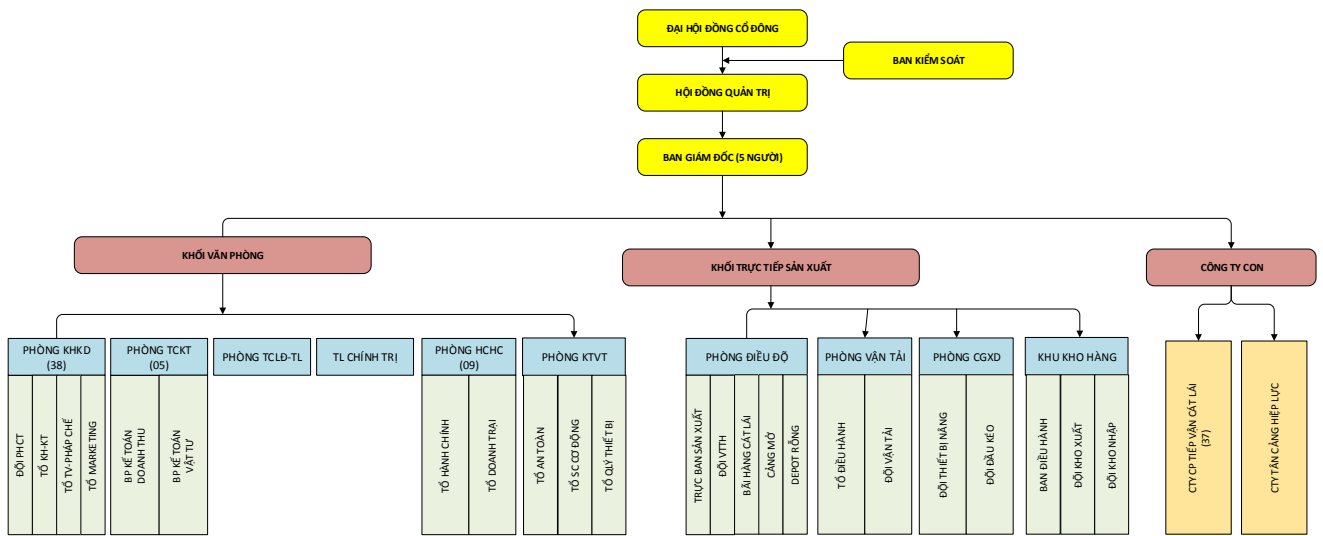 ĐẠI HỘI ĐỒNG CỔ ĐÔNG
BAN KIỂM SOÁT
HỘI ĐỒNG QUẢN TRỊ
BAN GIÁM ĐỐC (5 NGƯỜI)
KHỐI VĂN PHÒNG
KHỐI TRỰC TIẾP SẢN XUẤT
CÔNG TY CON
PHÒNG KHKD
(38)
PHÒNG TCKT
(05)
PHÒNG TCLĐ-TL
TL CHÍNH TRỊ
PHÒNG HCHC
(09)
PHÒNG KTVT
PHÒNG ĐIỀU ĐỘ
PHÒNG VẬN TẢI
PHÒNG CGXD
KHU KHO HÀNG
ĐỘI PHCT
TỔ KH-KT
TỔ TV-PHÁP CHẾ
TỔ MARKETING
BP KẾ TOÁN
DOANH THU
BP KẾ TOÁN
VẬT TƯ
TỔ HÀNH CHÍNH
TỔ DOANH TRẠI
TỔ AN TOÀN
TỔ SC CƠ ĐỘNG
TỔ QLÝ THIẾT BỊ
TRỰC BAN SẢN XUẤT
ĐỘI VTTH
BÃI HÀNG CÁT LÁI
CẢNG MỞ
DEPOT RỖNG
TỔ ĐIỀU HÀNH
ĐỘI VẬN TẢI
ĐỘI THIẾT BỊ NÂNG
ĐỘI ĐẦU KÉO
BAN ĐIỀU HÀNH
ĐỘI KHO XUẤT
ĐỘI KHO NHẬP
CTY CP TIẾP VẬN CÁT LÁI
(37)
CTY TÂN CẢNG HIỆP LỰC